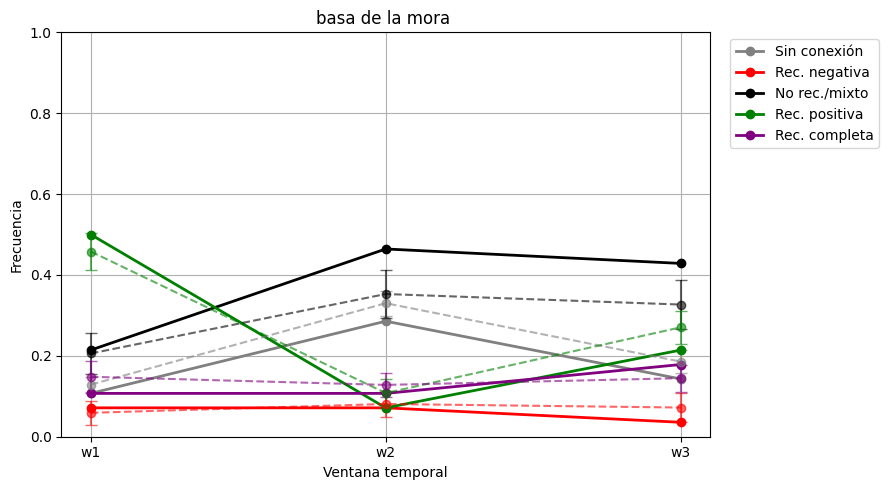 basa de la mora
1.0
0.8
0.6
0.4
0.2
0.0
Frecuencia
w1
w2
w3
Ventana temporal
Sin conexión
Rec. negativa
No rec./mixto
Rec. positiva
Rec. completa